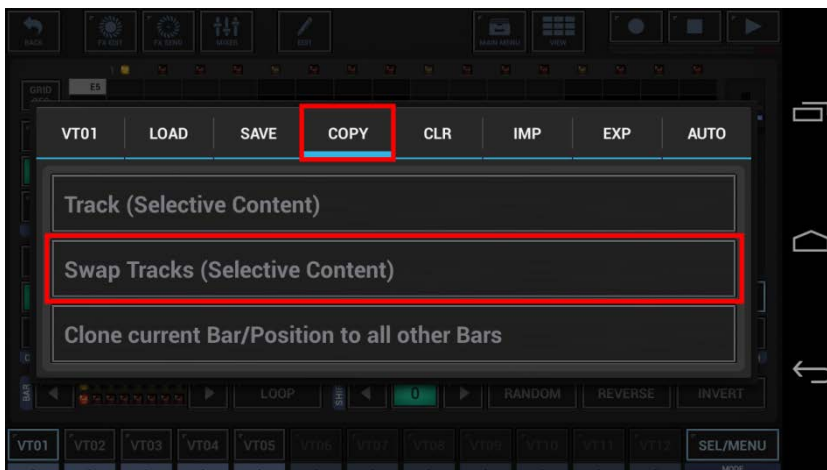 BACK FX EDIT FX SEND MIXER EDIT MAIN MENU VIEW
GRID E5
VT01 LOAD SAVE COPY CLR IMP EXP AUTO
Track (Selective Content)
Swap Tracks (Selective Content)
Clone current Bar/Position to all other Bars
BAR LOOP 0 RANDOM REVERSE INVERT
VT01 VT02 VT03 VT04 VT05 VT06 VT07 VT08 VT09 VT10 VT11 VT12 SEL/MENU
MODE